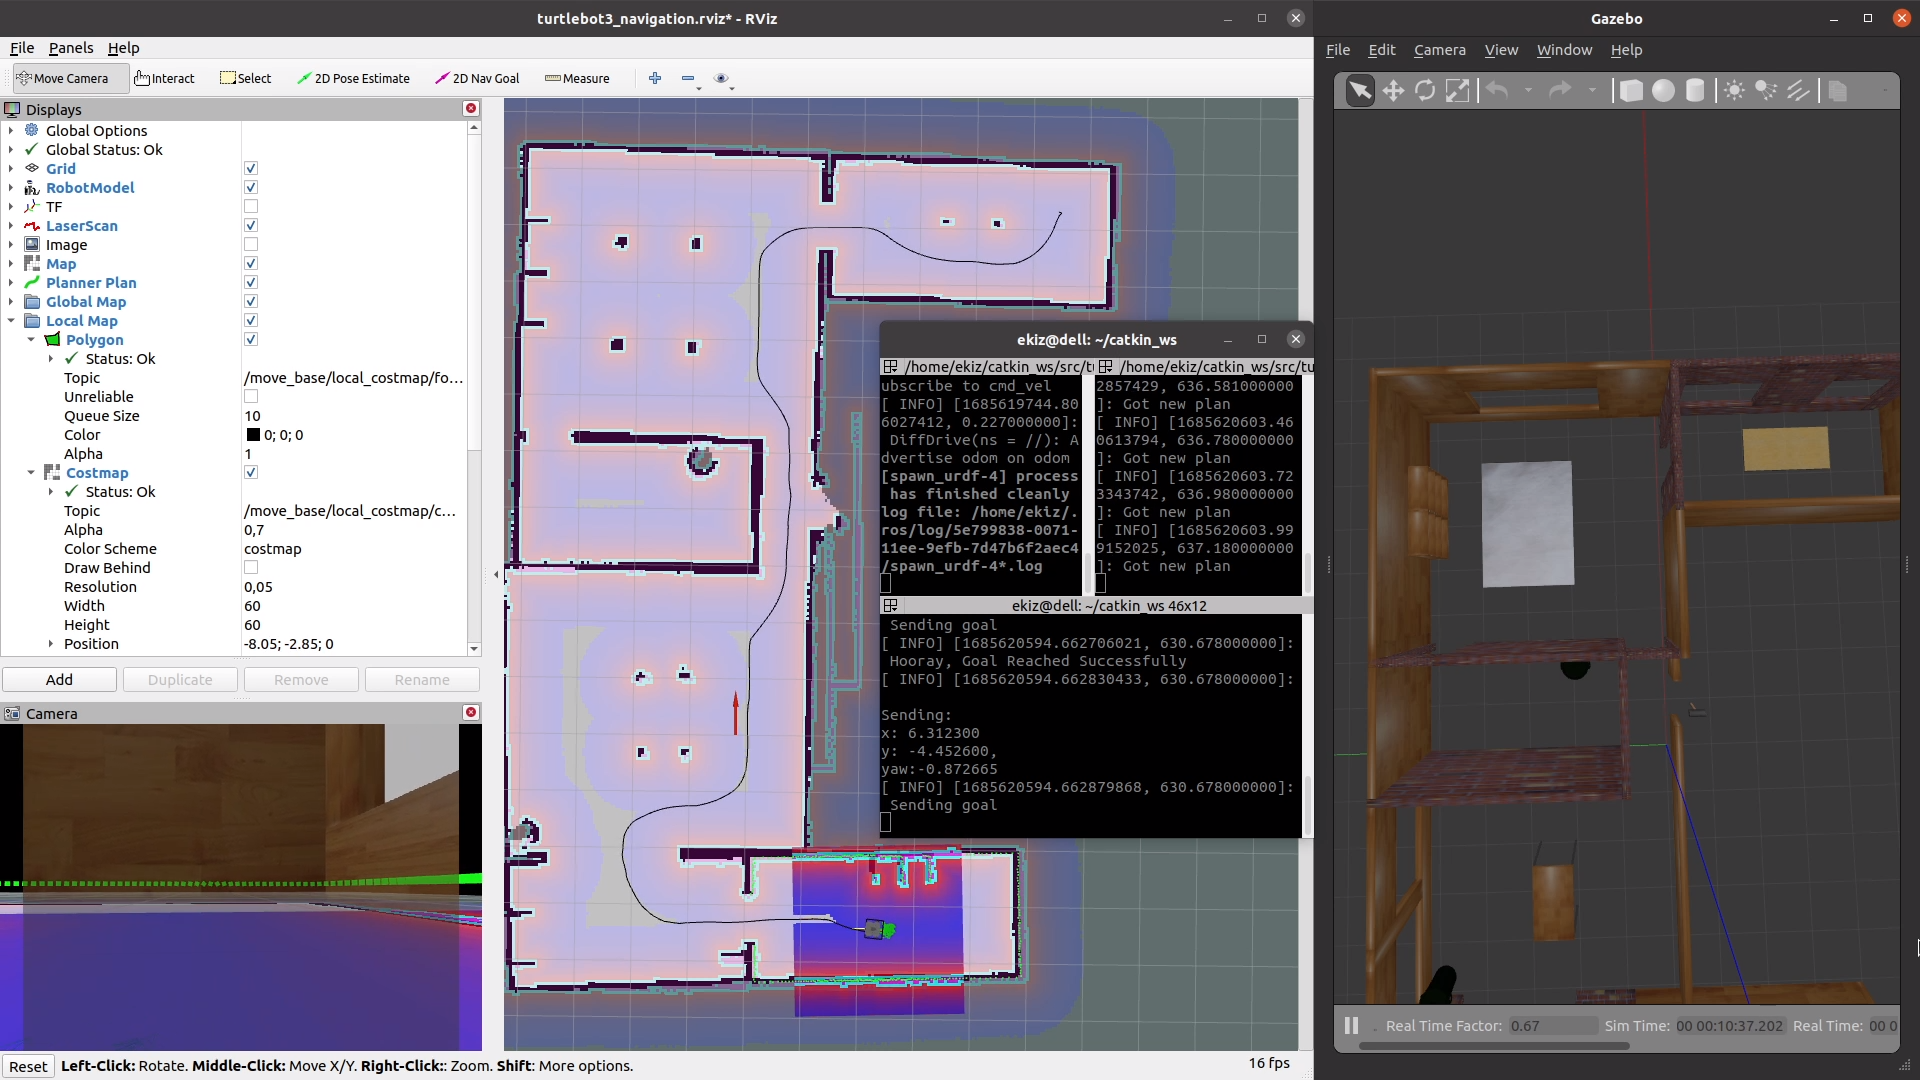 turtlebot3_navigation.rviz* - RViz
File Panels Help
Move Camera Interact Select 2D Pose Estimate 2D Nav Goal Measure
Displays
Global Options
Global Status: Ok
Grid
RobotModel
TF
LaserScan
Image
Map
Planner Plan
Global Map
Local Map
Polygon
Status: Ok
Topic /move_base/local_costmap/fo...
Unreliable
Queue Size 10
Color 0; 0; 0
Alpha 1
Costmap
Status: Ok
Topic /move_base/local_costmap/c...
Alpha 0,7
Color Scheme costmap
Draw Behind
Resolution 0,05
Width 60
Height 60
Position -8.05; -2.85; 0
Add Duplicate Remove Rename
Camera
Reset Left-Click: Rotate. Middle-Click: Move X/Y. Right-Click:: Zoom. Shift: More options.
16 fps
ekiz@dell: ~/catkin_ws
/home/ekiz/catkin_ws/src/tu
ubscribe to cmd_vel
[ INFO] [1685619744.80
6027412, 0.227000000]:
DiffDrive(ns = //): A
dvertise odom on odom
[spawn_urdf-4] process
has finished cleanly
log file: /home/ekiz/.
ros/log/5e799838-0071-
11ee-9efb-7d47b6f2aec4
/spawn_urdf-4*.log
/home/ekiz/catkin_ws/src/tu
2857429, 636.581000000
]: Got new plan
[ INFO] [1685620603.46
0613794, 636.780000000
]: Got new plan
[ INFO] [1685620603.72
3343742, 636.980000000
]: Got new plan
[ INFO] [1685620603.99
9152025, 637.180000000
]: Got new plan
ekiz@dell: ~/catkin_ws 46x12
Sending goal
[ INFO] [1685620594.662706021, 630.678000000]:
Hooray, Goal Reached Successfully
[ INFO] [1685620594.662830433, 630.678000000]:
Sending:
x: 6.312300
y: -4.452600,
yaw:-0.872665
[ INFO] [1685620594.662879868, 630.678000000]:
Sending goal
Gazebo
File Edit Camera View Window Help
Real Time Factor: 0.67 Sim Time: 00 00:10:37.202 Real Time: 00 0